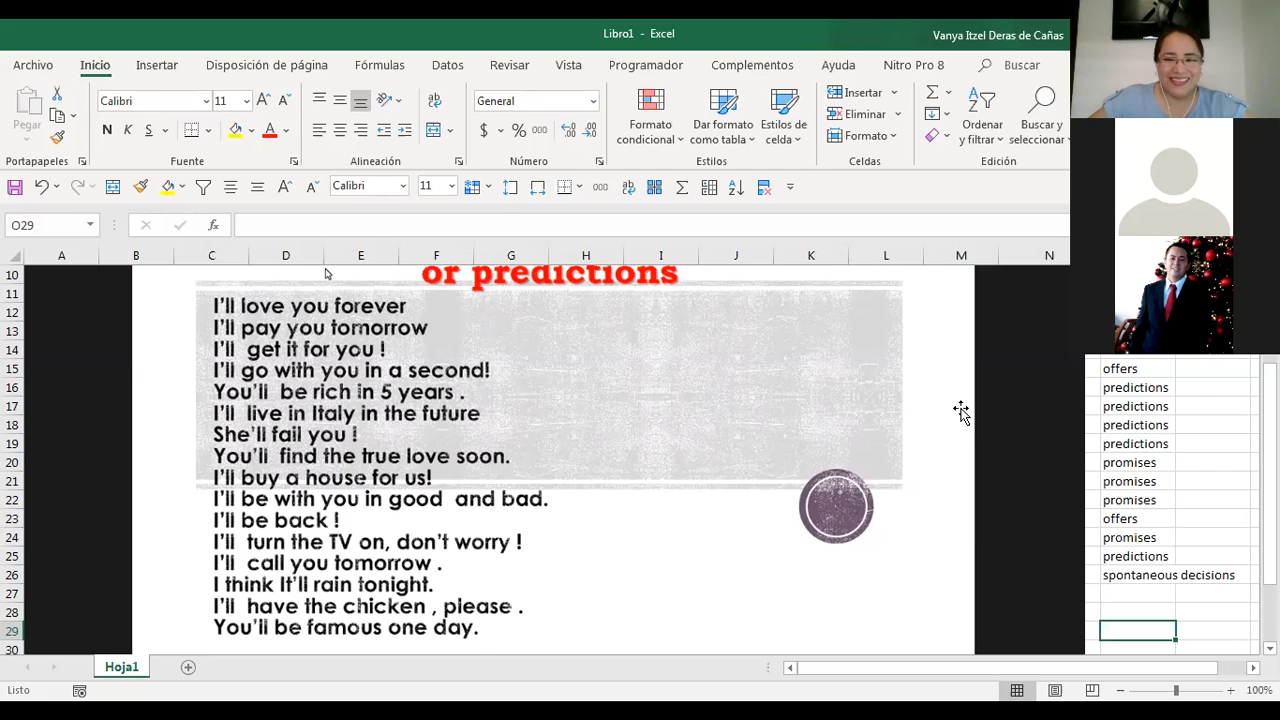 Libro1 - Excel
Vanya Itzel Deras de Cañas
Archivo Inicio Insertar Disposición de página Fórmulas Datos Revisar Vista Programador Complementos Ayuda Nitro Pro 8 Buscar
Pegar
Calibri 11
N K S
General
$ % 000
Formato condicional
Dar formato como tabla
Estilos de celda
Insertar
Eliminar
Formato
Ordenar y filtrar
Buscar y seleccionar
Portapapeles Fuente Alineación Número Estilos Celdas Edición
Calibri 11
O29 fx
A B C D E F G H I J K L M N
10
11
12
13
14
15
16
17
18
19
20
21
22
23
24
25
26
27
28
29
30
or predictions
I'll love you forever
I'll pay you tomorrow
I'll get it for you !
I'll go with you in a second!
You'll be rich in 5 years .
I'll live in Italy in the future
She'll fail you !
You'll find the true love soon.
I'll buy a house for us!
I'll be with you in good and bad.
I'll be back !
I'll turn the TV on, don't worry !
I'll call you tomorrow .
I think It'll rain tonight.
I'll have the chicken , please .
You'll be famous one day.
offers
predictions
predictions
predictions
predictions
promises
promises
promises
offers
promises
predictions
spontaneous decisions
Hoja1
Listo
100%